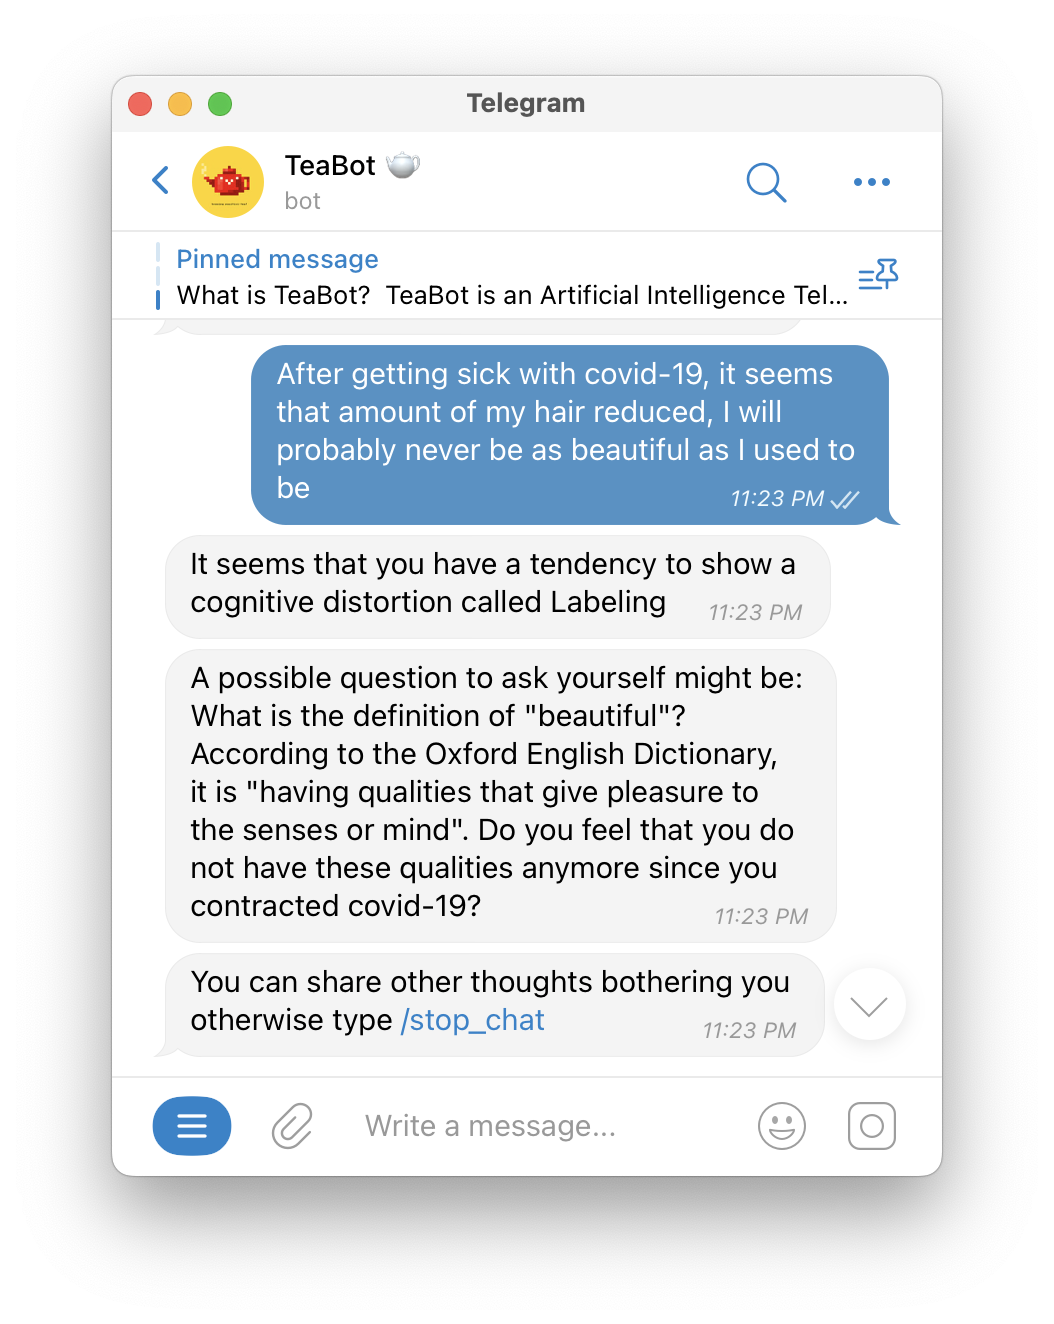 Telegram
TeaBot
bot
Pinned message
What is TeaBot?  TeaBot is an Artificial Intelligence Tel...
After getting sick with covid-19, it seems
that amount of my hair reduced, I will
probably never be as beautiful as I used to
be
11:23 PM
It seems that you have a tendency to show a
cognitive distortion called Labeling
11:23 PM
A possible question to ask yourself might be:
What is the definition of "beautiful"?
According to the Oxford English Dictionary,
it is "having qualities that give pleasure to
the senses or mind". Do you feel that you do
not have these qualities anymore since you
contracted covid-19?
11:23 PM
You can share other thoughts bothering you
otherwise type /stop_chat
11:23 PM
Write a message...